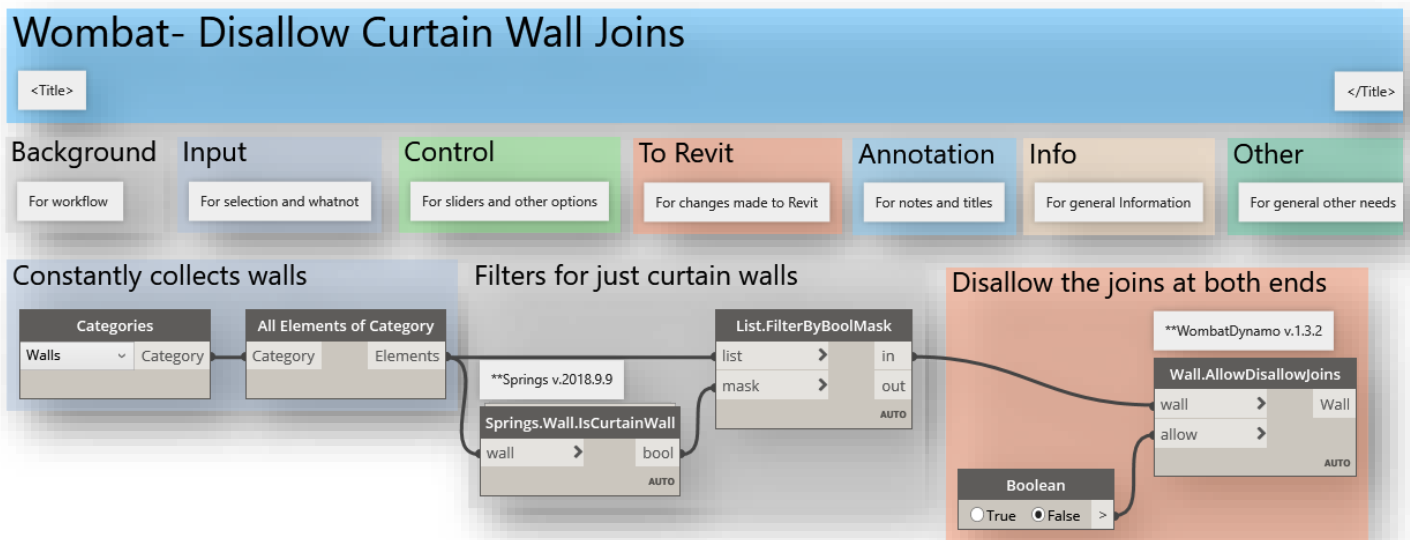 Wombat- Disallow Curtain Wall Joins
<Title>
</Title>
Background
For workflow
Input
For selection and whatnot
Control
For sliders and other options
To Revit
For changes made to Revit
Annotation
For notes and titles
Info
For general Information
Other
For general other needs
Constantly collects walls
Categories
Walls
Category
All Elements of Category
Category
Elements
Filters for just curtain walls
**Springs v.2018.9.9
Springs.Wall.IsCurtainWall
wall > bool
AUTO
List.FilterByBoolMask
list > in
mask > out
AUTO
Disallow the joins at both ends
**WombatDynamo v.1.3.2
Wall.AllowDisallowJoins
wall > Wall
allow >
AUTO
Boolean
True False >